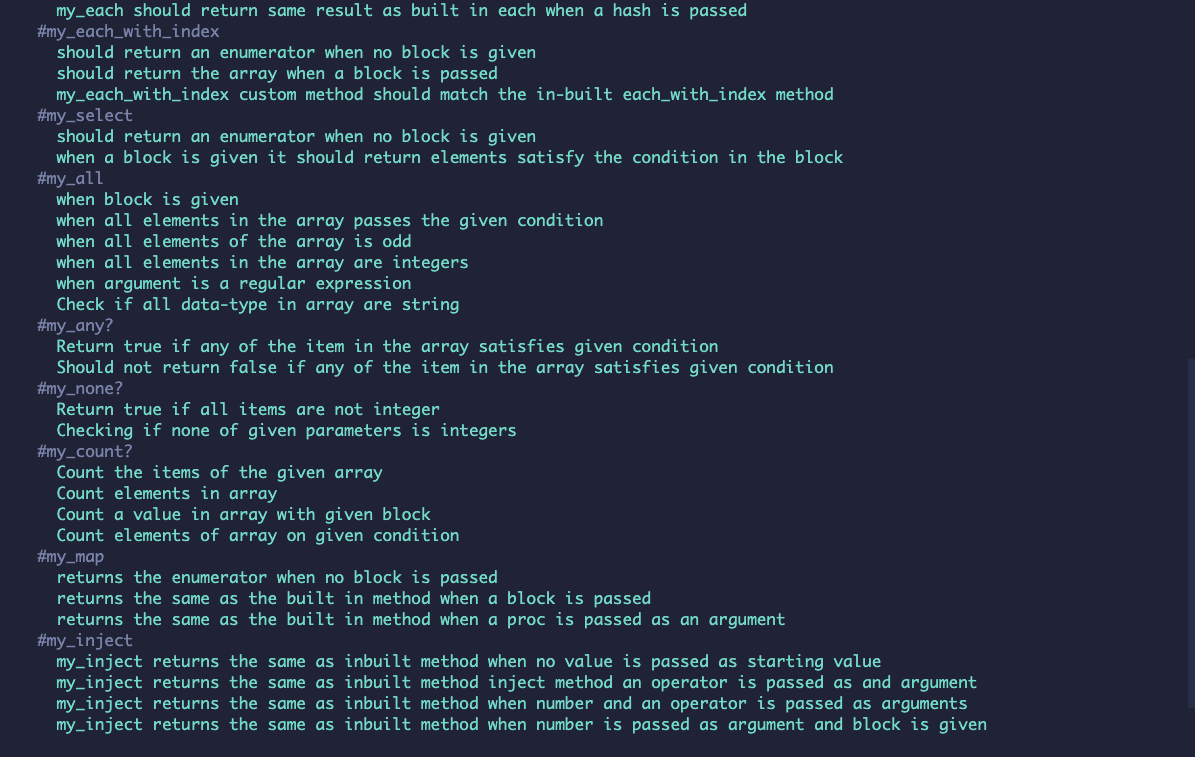 my_each should return same result as built in each when a hash is passed
#my_each_with_index
should return an enumerator when no block is given
should return the array when a block is passed
my_each_with_index custom method should match the in-built each_with_index method
#my_select
should return an enumerator when no block is given
when a block is given it should return elements satisfy the condition in the block
#my_all
when block is given
when all elements in the array passes the given condition
when all elements of the array is odd
when all elements in the array are integers
when argument is a regular expression
Check if all data-type in array are string
#my_any?
Return true if any of the item in the array satisfies given condition
Should not return false if any of the item in the array satisfies given condition
#my_none?
Return true if all items are not integer
Checking if none of given parameters is integers
#my_count?
Count the items of the given array
Count elements in array
Count a value in array with given block
Count elements of array on given condition
#my_map
returns the enumerator when no block is passed
returns the same as the built in method when a block is passed
returns the same as the built in method when a proc is passed as an argument
#my_inject
my_inject returns the same as inbuilt method when no value is passed as starting value
my_inject returns the same as inbuilt method inject method an operator is passed as and argument
my_inject returns the same as inbuilt method when number and an operator is passed as arguments
my_inject returns the same as inbuilt method when number is passed as argument and block is given